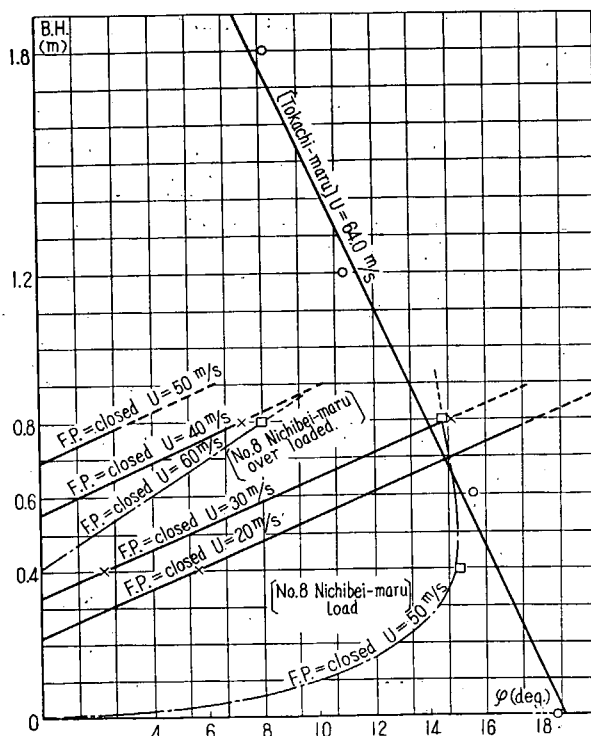 B.H.
(m)
1.8
[Tokachi-maru] U=64.0 m/s
1.2
F.P.=closed U=50 m/s
F.P.=closed U=40 m/s
F.P.=closed U=60 m/s
[No.8 Nichibei-maru
over loaded]
F.P.=closed U=30 m/s
F.P.=closed U=20 m/s
0.8
0.6
0.4
[No.8 Nichibei-maru
Load]
F.P.=closed U=50 m/s
0.2
φ(deg.)
0
4 6 8 10 12 14 16 18